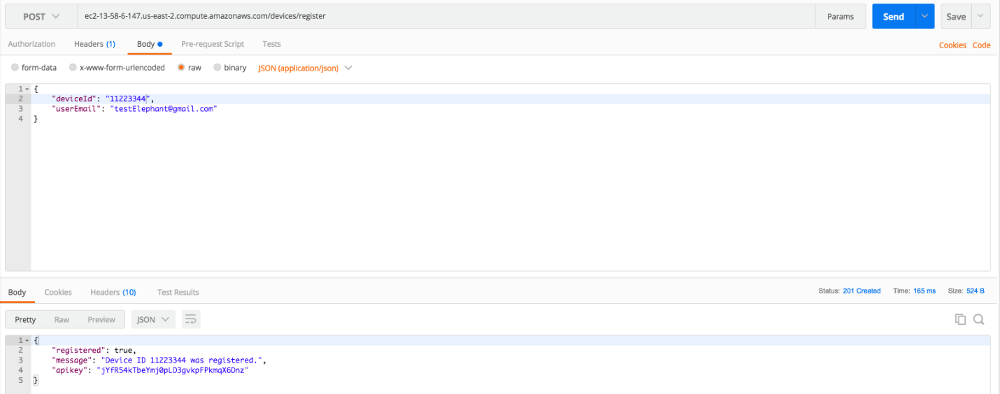 POST ec2-13-58-6-147.us-east-2.compute.amazonaws.com/devices/register Params Send Save
Authorization Headers (1) Body Pre-request Script Tests Cookies Code
form-data x-www-form-urlencoded raw binary JSON (application/json)
1 {
2 "deviceId": "11223344",
3 "userEmail": "testElephant@gmail.com"
4 }
Body Cookies Headers (10) Test Results Status: 201 Created Time: 165 ms Size: 524 B
Pretty Raw Preview JSON
1 {
2 "registered": true,
3 "message": "Device ID 11223344 was registered.",
4 "apikey": "jYfR54kTbeYmj0pLD3gvkpFPkmqX6Dnz"
5 }